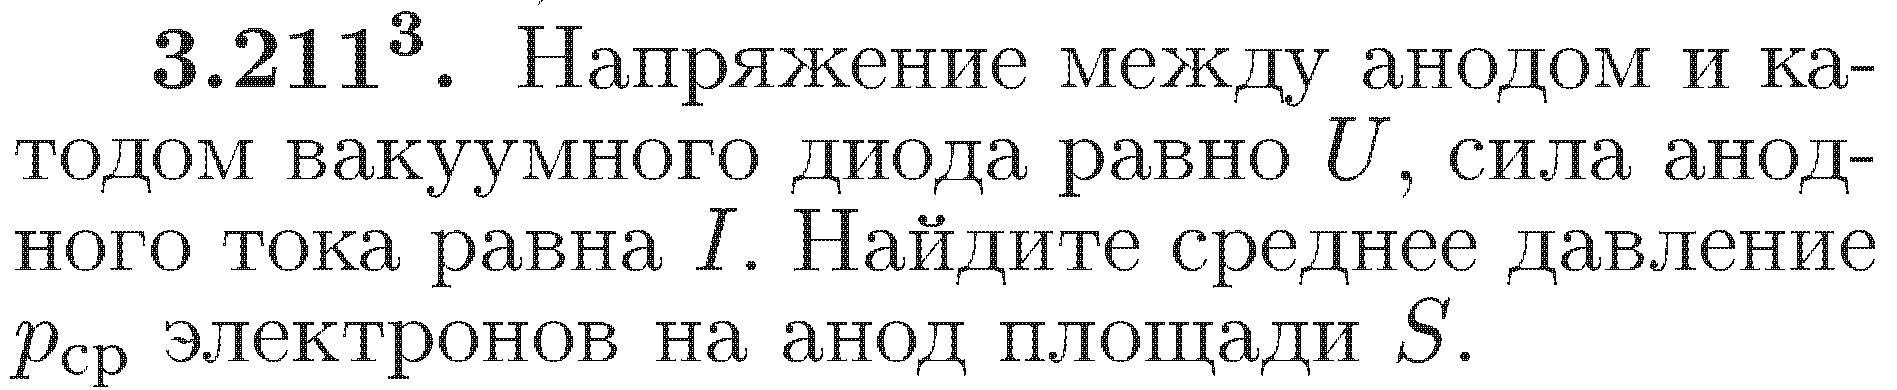 3.211³. Напряжение между анодом и ка-
тодом вакуумного диода равно U, сила анод-
ного тока равна I. Найдите среднее давление
pср электронов на анод площади S.